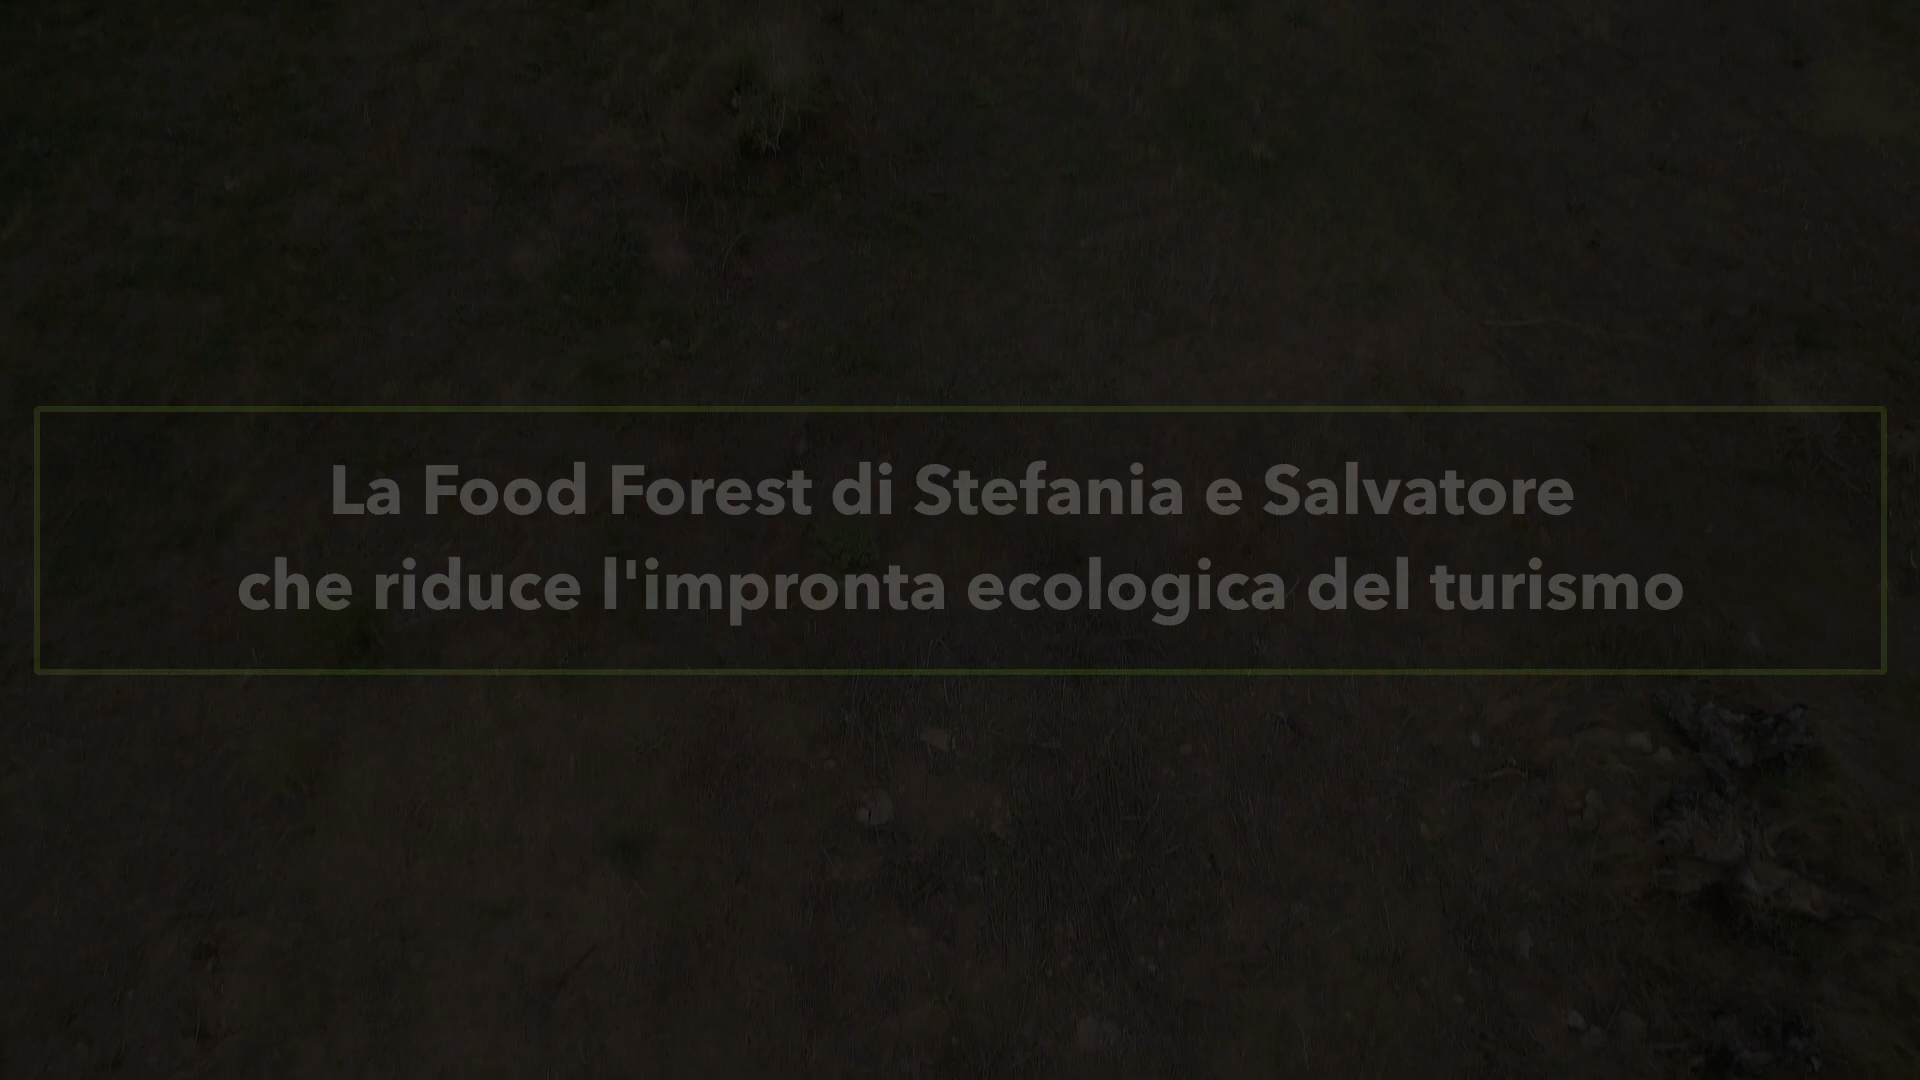 La Food Forest di Stefania e Salvatore
che riduce l'impronta ecologica del turismo